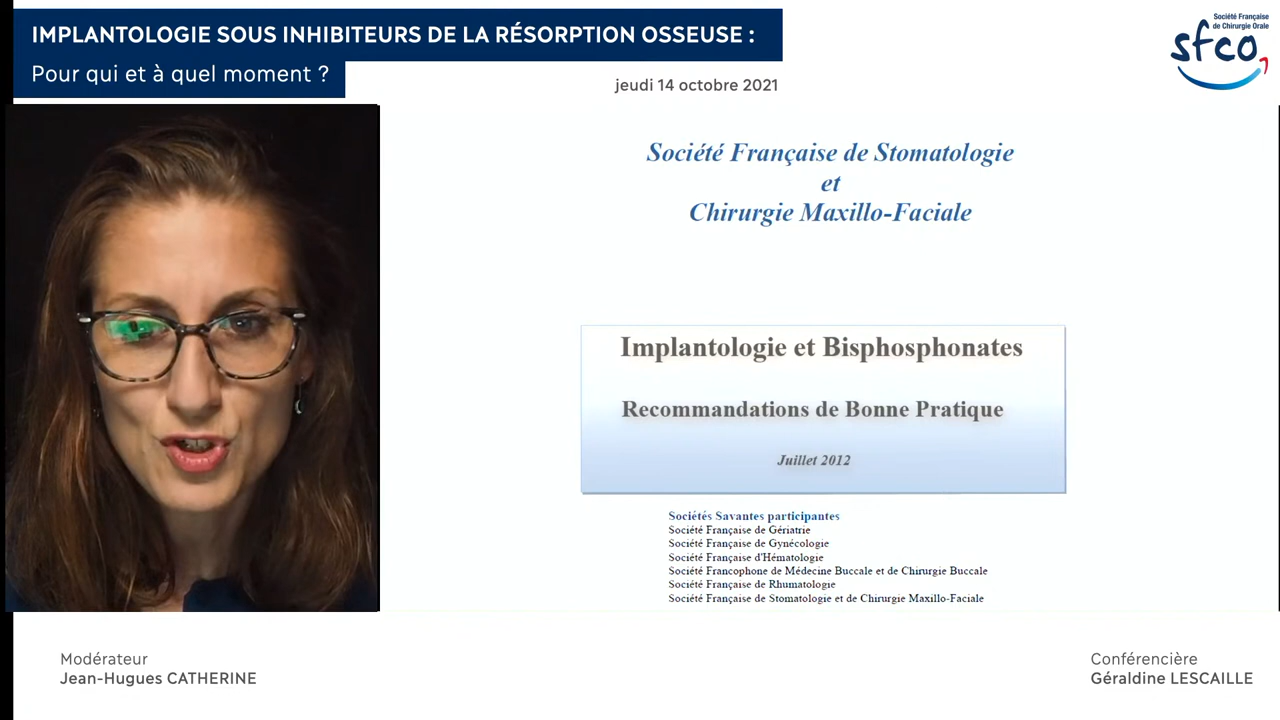 IMPLANTOLOGIE SOUS INHIBITEURS DE LA RÉSORPTION OSSEUSE :
Pour qui et à quel moment ?
jeudi 14 octobre 2021
Société Française
de Chirurgie Orale
sfco
Société Française de Stomatologie
et
Chirurgie Maxillo-Faciale
Implantologie et Bisphosphonates
Recommandations de Bonne Pratique
Juillet 2012
Sociétés Savantes participantes
Société Française de Gériatrie
Société Française de Gynécologie
Société Française d'Hématologie
Société Francophone de Médecine Buccale et de Chirurgie Buccale
Société Française de Rhumatologie
Société Française de Stomatologie et de Chirurgie Maxillo-Faciale
Modérateur
Jean-Hugues CATHERINE
Conférencière
Géraldine LESCAILLE